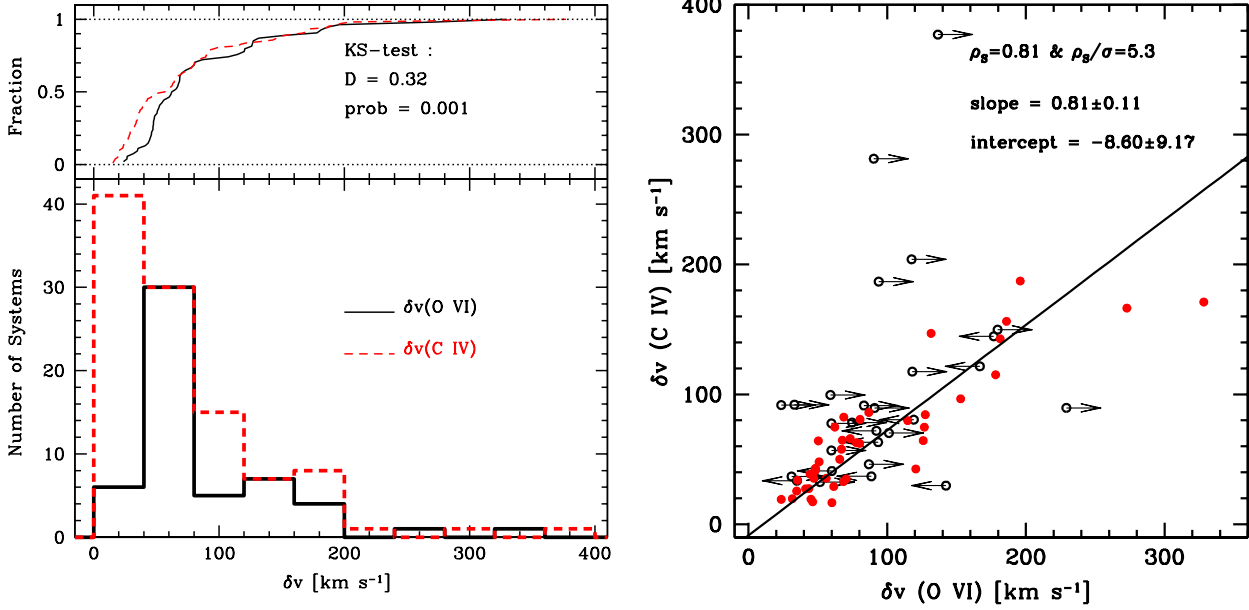 1
0.5
0
Fraction
KS-test :
D = 0.32
prob = 0.001
40
30
20
10
0
Number of Systems
δv(O VI)
δv(C IV)
0 100 200 300 400
δv [km s⁻¹]
400
300
200
100
0
δv (C IV) [km s⁻¹]
ρs=0.81 & ρs/σ=5.3
slope = 0.81±0.11
intercept = −8.60±9.17
0 100 200 300
δv (O VI) [km s⁻¹]